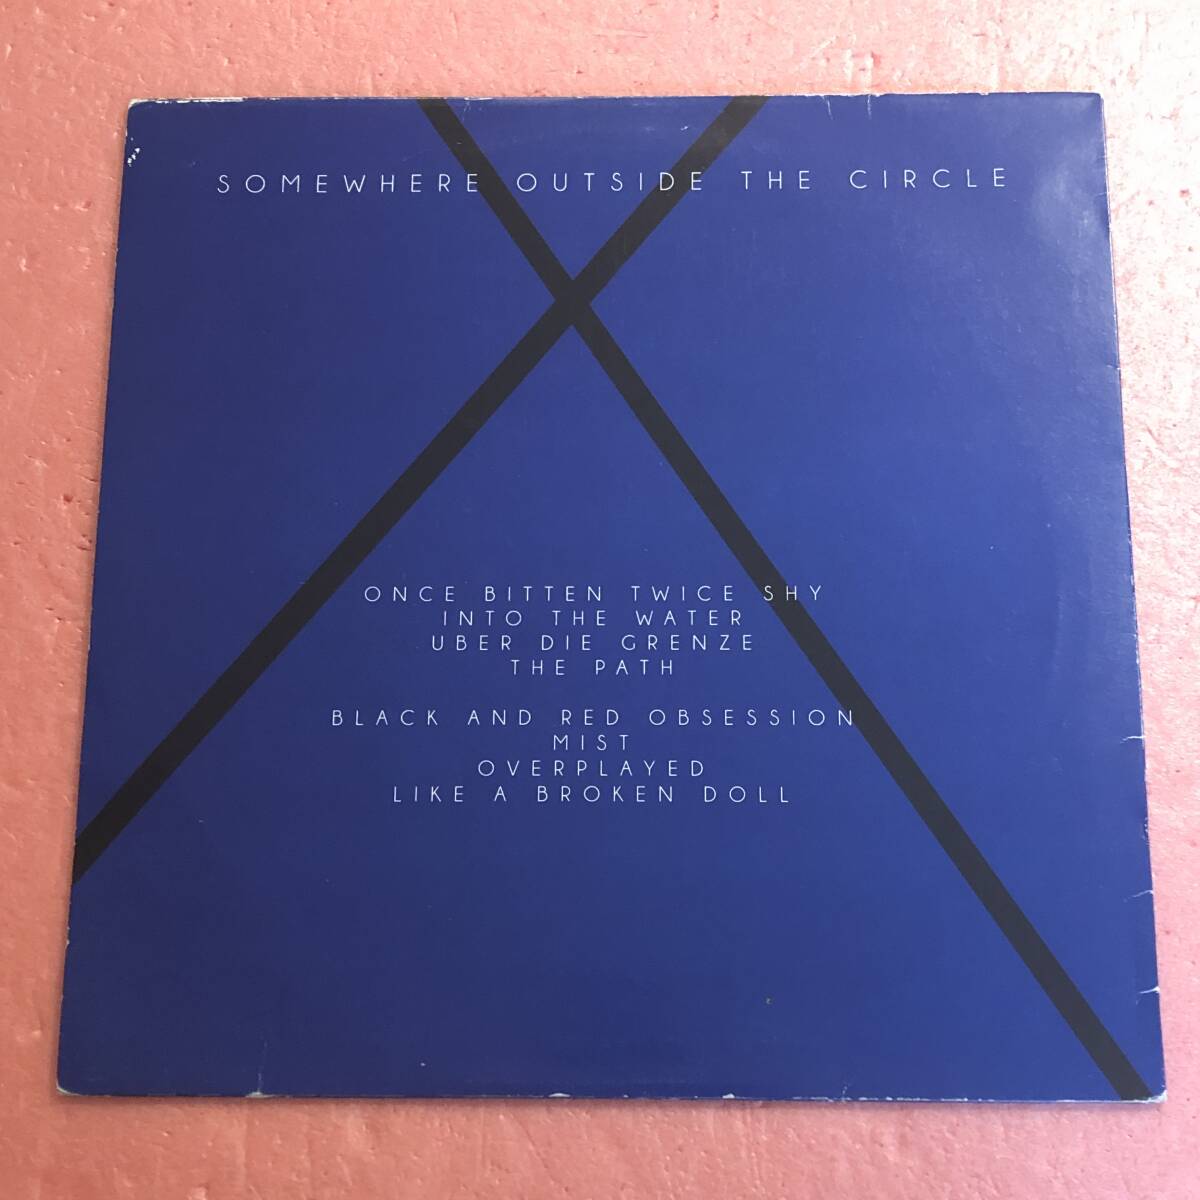 SOMEWHERE OUTSIDE THE CIRCLE
ONCE BITTEN TWICE SHY
INTO THE WATER
UBER DIE GRENZE
THE PATH
BLACK AND RED OBSESSION
MIST
OVERPLAYED
LIKE A BROKEN DOLL